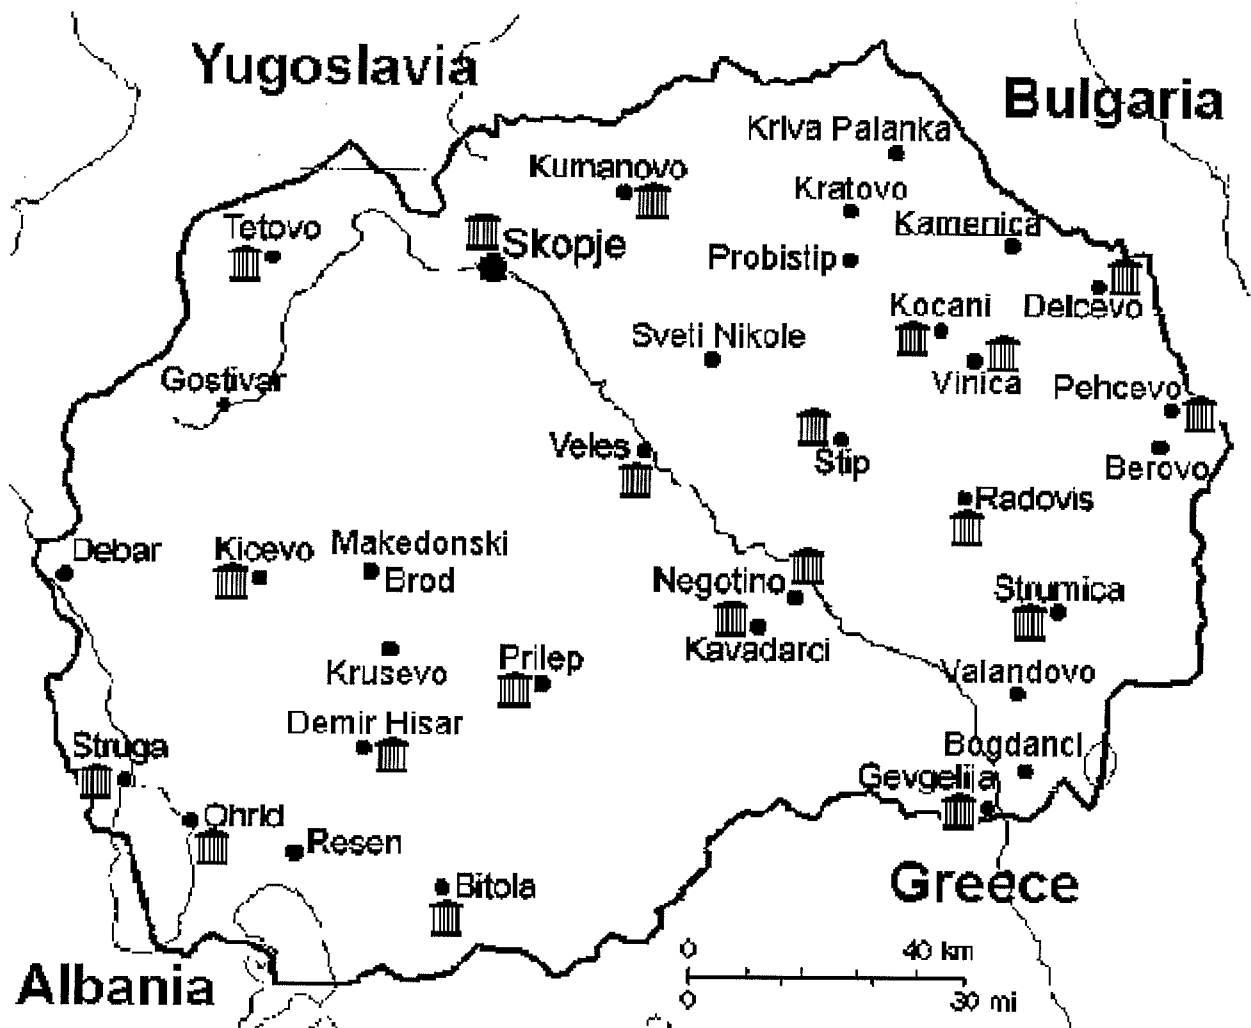 Yugoslavia
Bulgaria
Kriva Palanka
Kumanovo
Kratovo
Tetovo
Kamenica
Skopje
Probistip
Kocani
Delcevo
Sveti Nikole
Gostivar
Vinica
Pehcevo
Veles
Stip
Berovo
Radovis
Debar
Kicevo
Makedonski
Brod
Negotino
Strumica
Kavadarci
Prilep
Krusevo
Valandovo
Demir Hisar
Struga
Bogdanci
Gevgelija
Ohrid
Resen
Bitola
Greece
0 40 km
Albania
0 30 mi